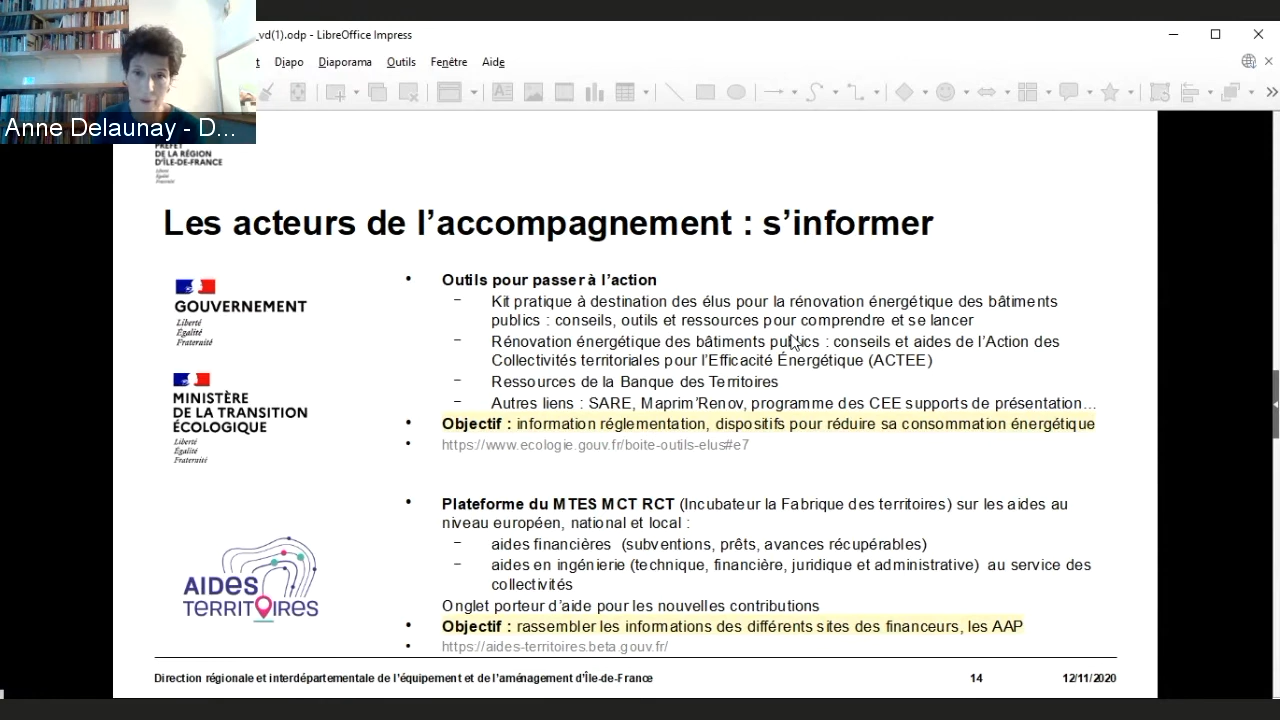 _vd(1).odp - LibreOffice Impress
t Diapo Diaporama Outils Fenêtre Aide
Anne Delaunay - D...
PRÉFET
DE LA RÉGION
D'ÎLE-DE-FRANCE
Liberté
Égalité
Fraternité
Les acteurs de l’accompagnement : s’informer
GOUVERNEMENT
Liberté
Égalité
Fraternité
MINISTÈRE
DE LA TRANSITION
ÉCOLOGIQUE
Liberté
Égalité
Fraternité
• Outils pour passer à l’action
– Kit pratique à destination des élus pour la rénovation énergétique des bâtiments
publics : conseils, outils et ressources pour comprendre et se lancer
– Rénovation énergétique des bâtiments publics : conseils et aides de l’Action des
Collectivités territoriales pour l’Efficacité Énergétique (ACTEE)
– Ressources de la Banque des Territoires
– Autres liens : SARE, Maprim’Renov, programme des CEE supports de présentation…
• Objectif : information réglementation, dispositifs pour réduire sa consommation énergétique
• https://www.ecologie.gouv.fr/boite-outils-elus#e7
AIDES
TERRITOIRES
• Plateforme du MTES MCT RCT (Incubateur la Fabrique des territoires) sur les aides au
niveau européen, national et local :
– aides financières (subventions, prêts, avances récupérables)
– aides en ingénierie (technique, financière, juridique et administrative) au service des
collectivités
Onglet porteur d’aide pour les nouvelles contributions
• Objectif : rassembler les informations des différents sites des financeurs, les AAP
• https://aides-territoires.beta.gouv.fr/
Direction régionale et interdépartementale de l’équipement et de l’aménagement d’Île-de-France 14 12/11/2020